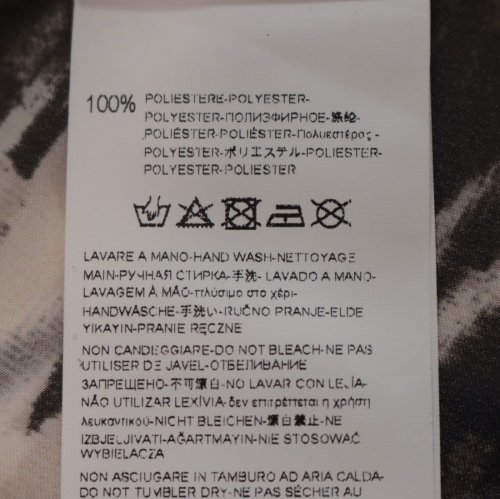 100% POLIESTERE-POLYESTER-
POLYESTER-ПОЛИЭФИРНОЕ-涤纶-
POLIÉSTER-POLIÉSTER-Πολυεστέρας-
POLYESTER-ポリエステル-POLIESTER-
POLYESTER-POLIESTER
LAVARE A MANO-HAND WASH-NETTOYAGE
MAIN-РУЧНАЯ СТИРКА-手洗- LAVADO A MANO-
LAVAGEM À MÃO-πλύσιμο στο χέρι-
HANDWÄSCHE-手洗い-RUČNO PRANJE-ELDE
YIKAYIN-PRANIE RĘCZNE
NON CANDEGGIARE-DO NOT BLEACH-NE PAS
UTILISER DE JAVEL-ОТБЕЛИВАНИЕ
ЗАПРЕЩЕНО-不可漂白-NO LAVAR CON LEJÍA-
NÃO UTILIZAR LEXÍVIA-δεν επιτρέπεται η χρήση
λευκαντικού-NICHT BLEICHEN-漂白禁止-NE
IZBJELJIVATI-AĞARTMAYIN-NIE STOSOWAĆ
WYBIELACZA
NON ASCIUGARE IN TAMBURO AD ARIA CALDA-
DO NOT TUMBLER DRY-NE PAS SÉCHER AU